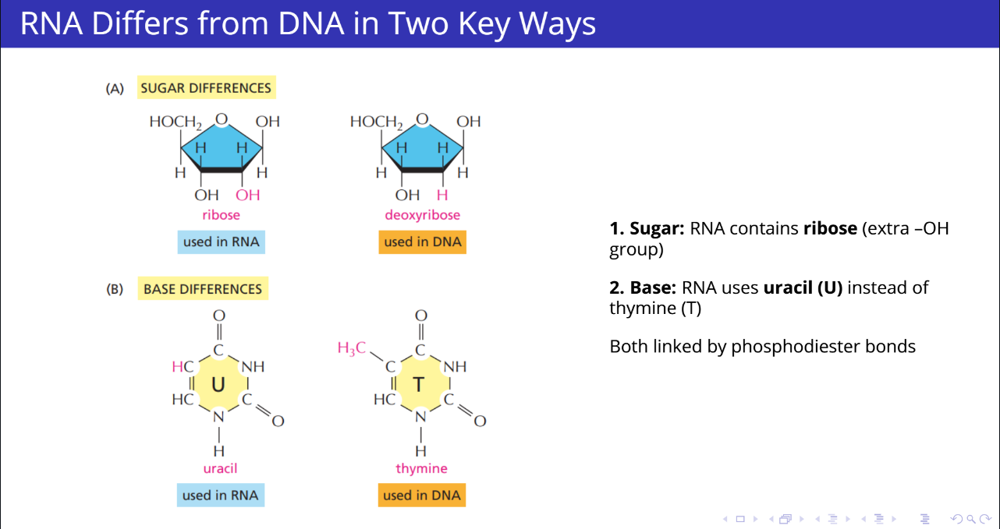 RNA Differs from DNA in Two Key Ways
(A) SUGAR DIFFERENCES
HOCH₂ O OH
H H
H H
OH OH
ribose
used in RNA
HOCH₂ O OH
H H
H H
OH H
deoxyribose
used in DNA
(B) BASE DIFFERENCES
O
C
HC NH
U
HC C
N O
H
uracil
used in RNA
O
H₃C C
C NH
T
HC C
N O
H
thymine
used in DNA
1. Sugar: RNA contains ribose (extra –OH
group)
2. Base: RNA uses uracil (U) instead of
thymine (T)
Both linked by phosphodiester bonds